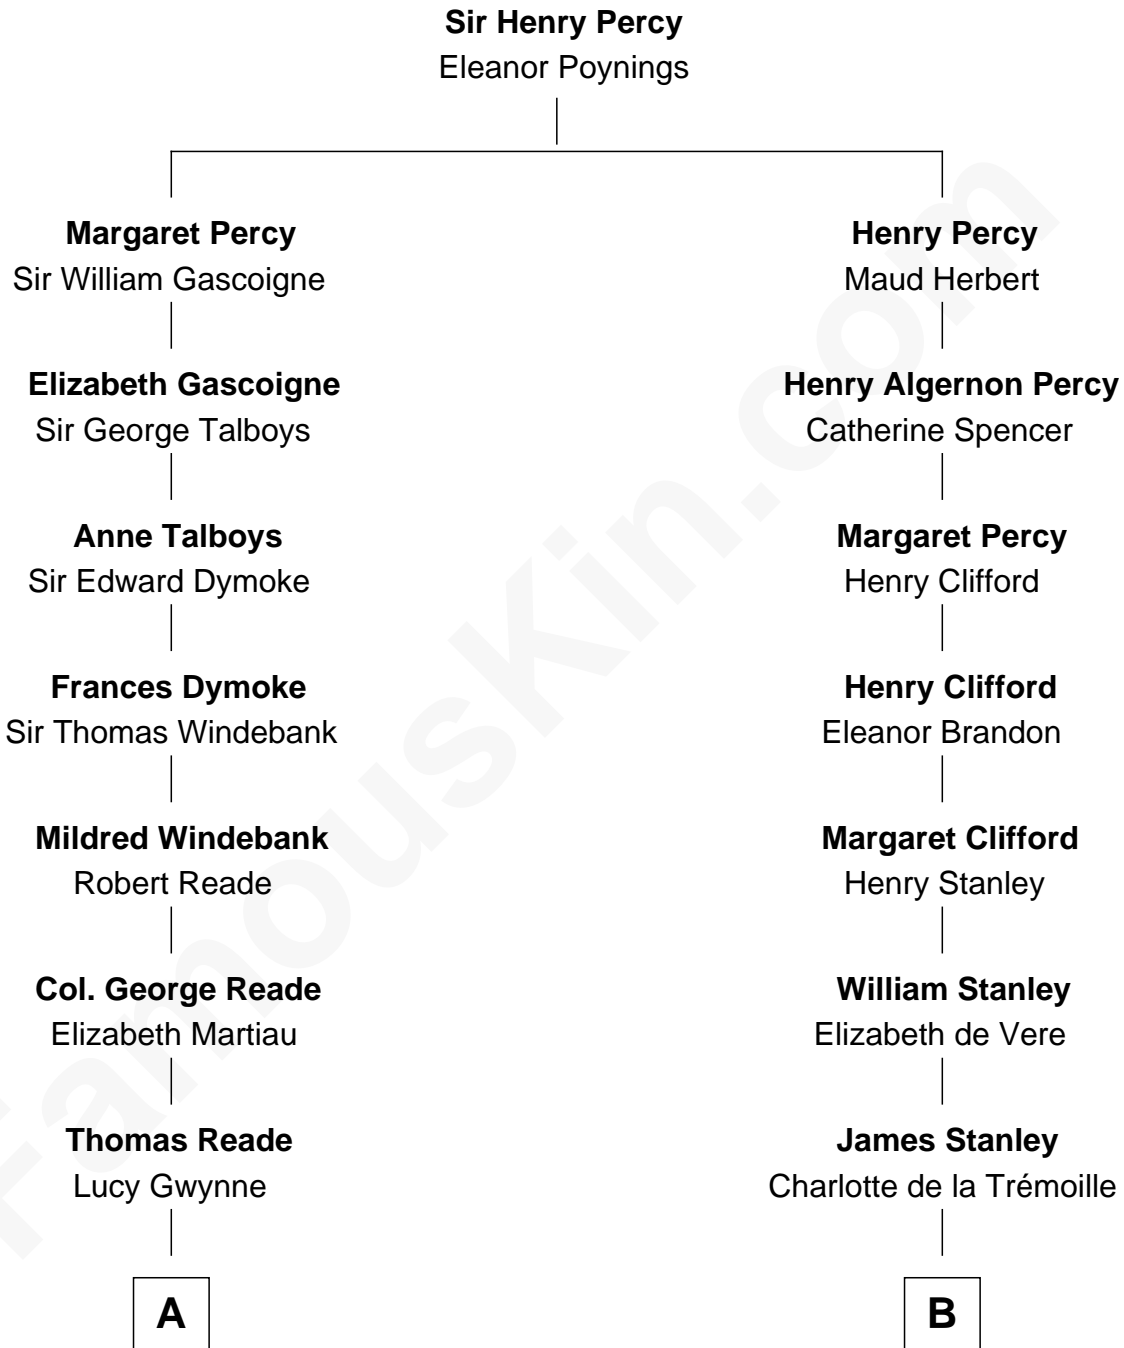 Sir Henry Percy
Eleanor Poynings
Margaret Percy
Sir William Gascoigne
Henry Percy
Maud Herbert
Elizabeth Gascoigne
Sir George Talboys
Henry Algernon Percy
Catherine Spencer
Anne Talboys
Sir Edward Dymoke
Margaret Percy
Henry Clifford
Frances Dymoke
Sir Thomas Windebank
Henry Clifford
Eleanor Brandon
Mildred Windebank
Robert Reade
Margaret Clifford
Henry Stanley
Col. George Reade
Elizabeth Martiau
William Stanley
Elizabeth de Vere
Thomas Reade
Lucy Gwynne
James Stanley
Charlotte de la Trémoille
A
B
FamousKin.com